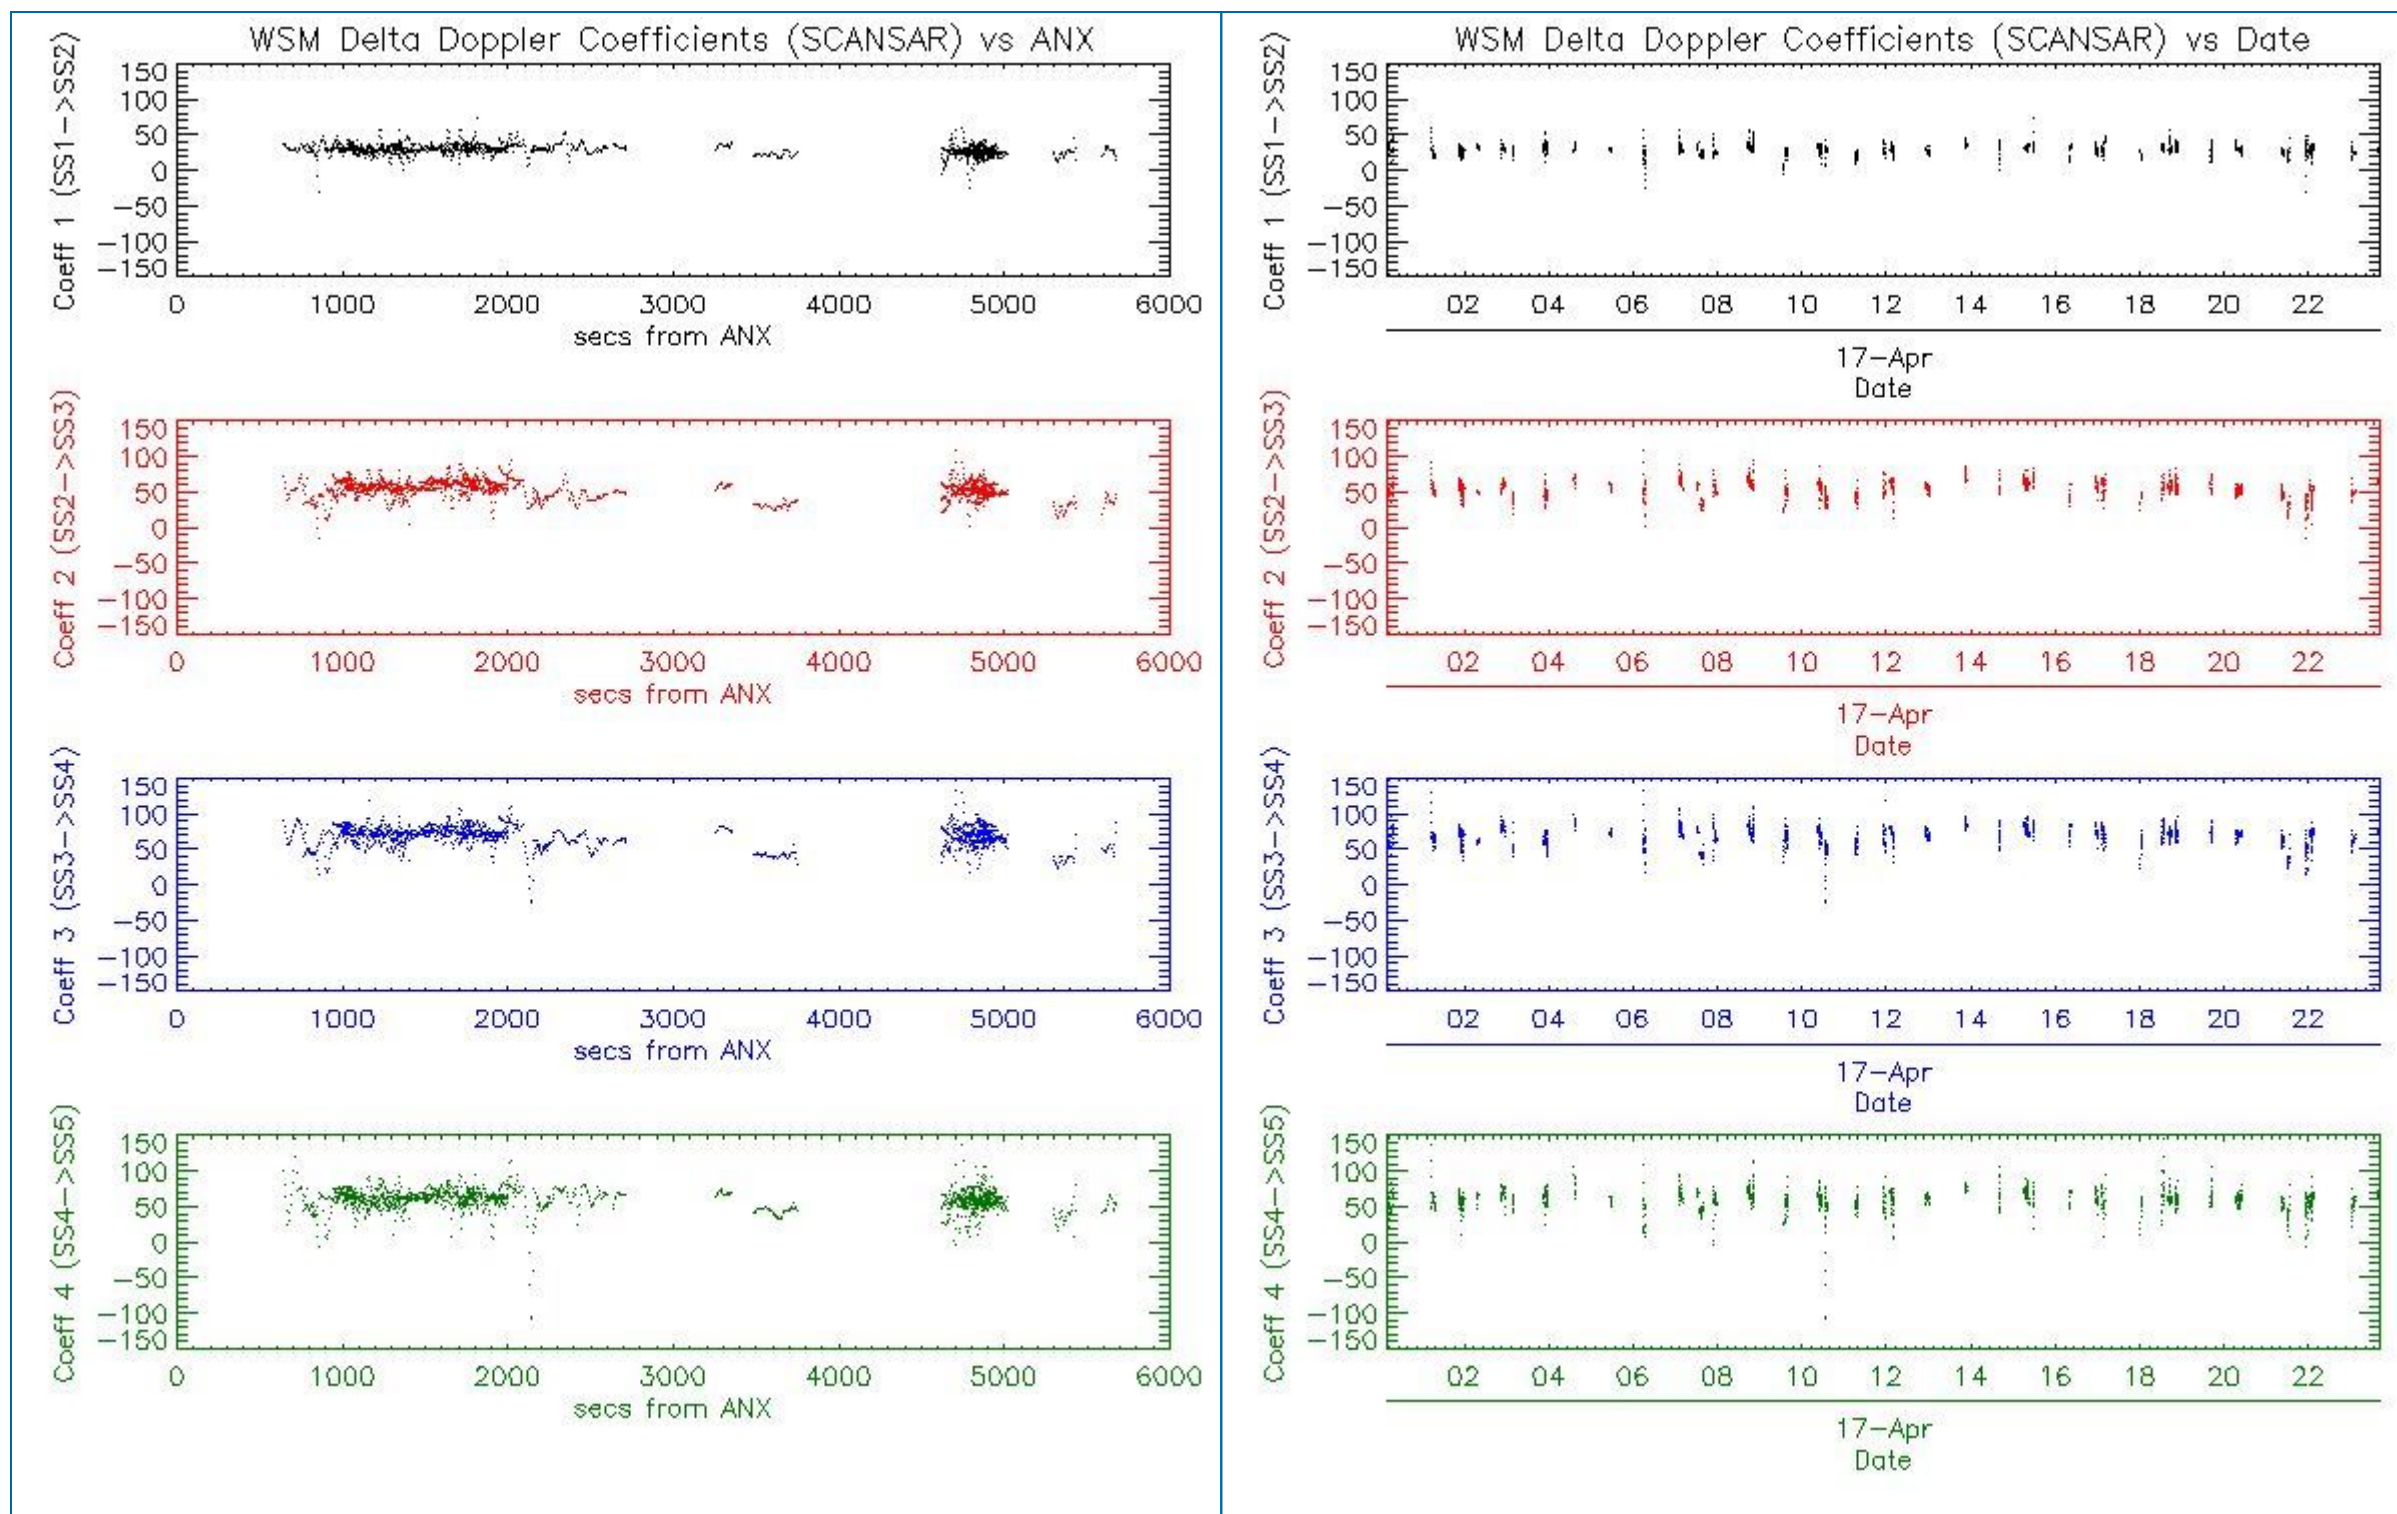 WSM Delta Doppler Coefficients (SCANSAR) vs ANX
Coeff 1 (SS1->SS2)
150
100
50
0
-50
-100
-150
0 1000 2000 3000 4000 5000 6000
secs from ANX
Coeff 2 (SS2->SS3)
150
100
50
0
-50
-100
-150
0 1000 2000 3000 4000 5000 6000
secs from ANX
Coeff 3 (SS3->SS4)
150
100
50
0
-50
-100
-150
0 1000 2000 3000 4000 5000 6000
secs from ANX
Coeff 4 (SS4->SS5)
150
100
50
0
-50
-100
-150
0 1000 2000 3000 4000 5000 6000
secs from ANX
WSM Delta Doppler Coefficients (SCANSAR) vs Date
Coeff 1 (SS1->SS2)
150
100
50
0
-50
-100
-150
02 04 06 08 10 12 14 16 18 20 22
17-Apr
Date
Coeff 2 (SS2->SS3)
150
100
50
0
-50
-100
-150
02 04 06 08 10 12 14 16 18 20 22
17-Apr
Date
Coeff 3 (SS3->SS4)
150
100
50
0
-50
-100
-150
02 04 06 08 10 12 14 16 18 20 22
17-Apr
Date
Coeff 4 (SS4->SS5)
150
100
50
0
-50
-100
-150
02 04 06 08 10 12 14 16 18 20 22
17-Apr
Date